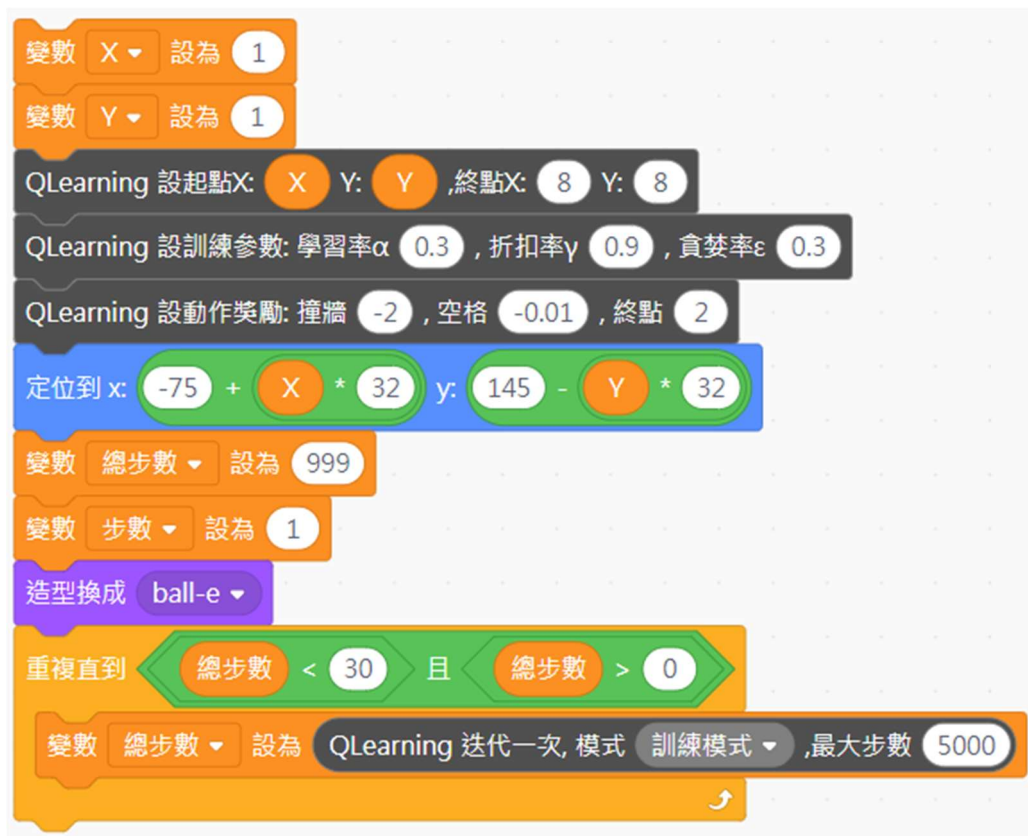 變數 X 設為 1
變數 Y 設為 1
QLearning 設起點X: X Y: Y ,終點X: 8 Y: 8
QLearning 設訓練參數: 學習率α 0.3 , 折扣率γ 0.9 , 貪婪率ε 0.3
QLearning 設動作獎勵: 撞牆 -2 , 空格 -0.01 , 終點 2
定位到 x: -75 + X * 32 y: 145 - Y * 32
變數 總步數 設為 999
變數 步數 設為 1
造型換成 ball-e
重複直到 總步數 < 30 且 總步數 > 0
變數 總步數 設為 QLearning 迭代一次, 模式 訓練模式 ,最大步數 5000